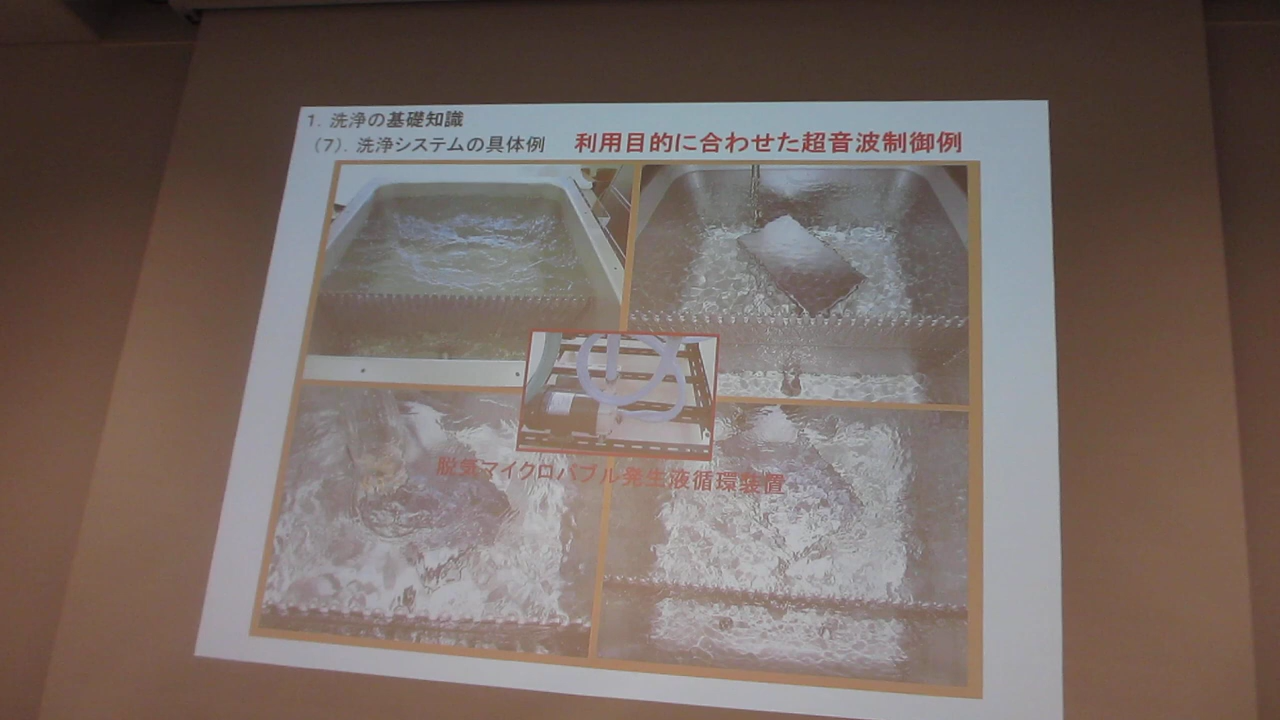 1. 洗浄の基礎知識
(7). 洗浄システムの具体例 利用目的に合わせた超音波制御例
脱気マイクロバブル発生液循環装置